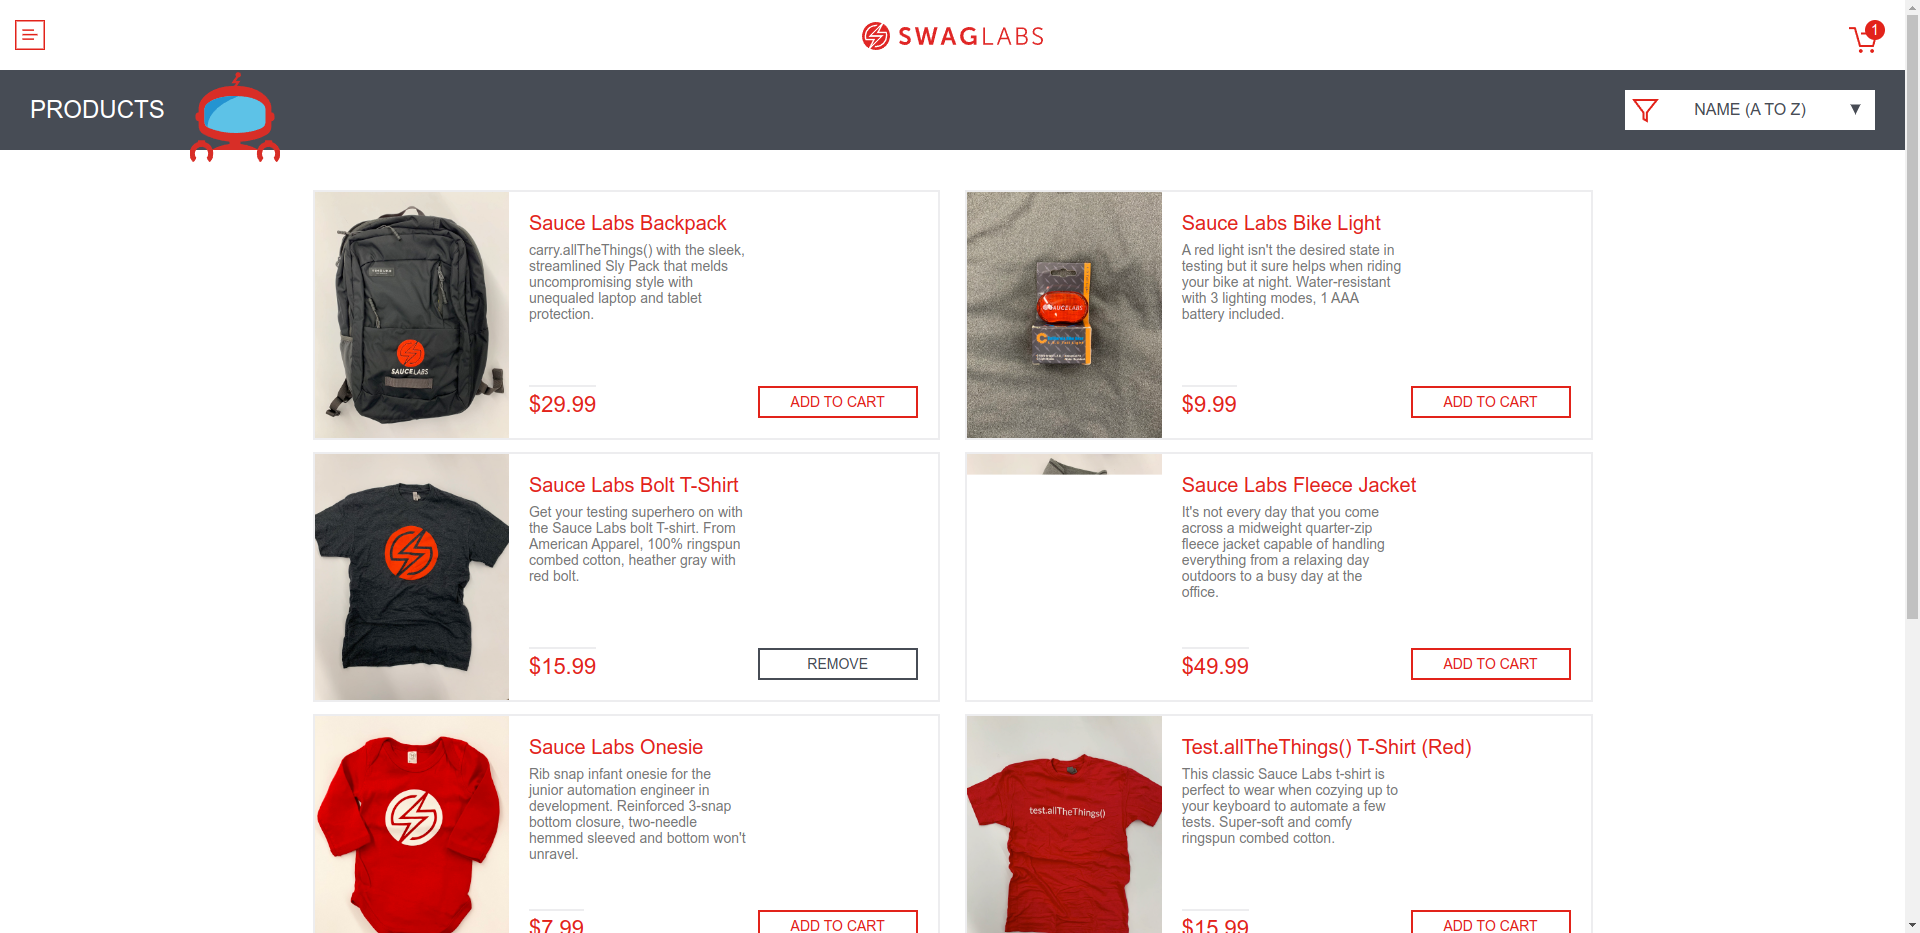 SWAGLABS
1
PRODUCTS
NAME (A TO Z)
Sauce Labs Backpack
carry.allTheThings() with the sleek,
streamlined Sly Pack that melds
uncompromising style with
unequaled laptop and tablet
protection.
$29.99
ADD TO CART
SAUCELABS
Sauce Labs Bike Light
A red light isn't the desired state in
testing but it sure helps when riding
your bike at night. Water-resistant
with 3 lighting modes, 1 AAA
battery included.
$9.99
ADD TO CART
SAUCELABS
Sauce Labs Bolt T-Shirt
Get your testing superhero on with
the Sauce Labs bolt T-shirt. From
American Apparel, 100% ringspun
combed cotton, heather gray with
red bolt.
$15.99
REMOVE
Sauce Labs Fleece Jacket
It's not every day that you come
across a midweight quarter-zip
fleece jacket capable of handling
everything from a relaxing day
outdoors to a busy day at the
office.
$49.99
ADD TO CART
Sauce Labs Onesie
Rib snap infant onesie for the
junior automation engineer in
development. Reinforced 3-snap
bottom closure, two-needle
hemmed sleeved and bottom won't
unravel.
$7.99
ADD TO CART
Test.allTheThings() T-Shirt (Red)
This classic Sauce Labs t-shirt is
perfect to wear when cozying up to
your keyboard to automate a few
tests. Super-soft and comfy
ringspun combed cotton.
$15.99
ADD TO CART
test.allTheThings()